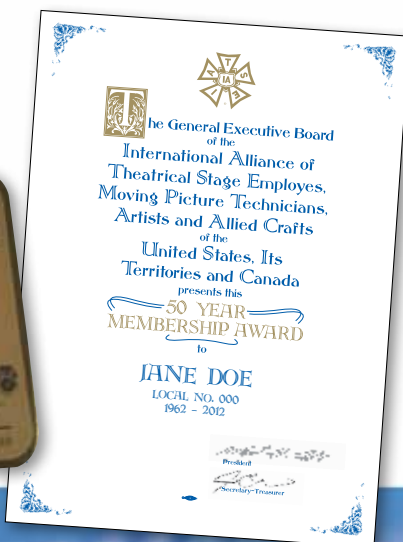 I A T S E
IA
The General Executive Board
of the
International Alliance of
Theatrical Stage Employes,
Moving Picture Technicians,
Artists and Allied Crafts
of the
United States, Its
Territories and Canada
presents this
50 YEAR
MEMBERSHIP AWARD
to
JANE DOE
LOCAL NO. 000
1962 - 2012
President
Secretary-Treasurer